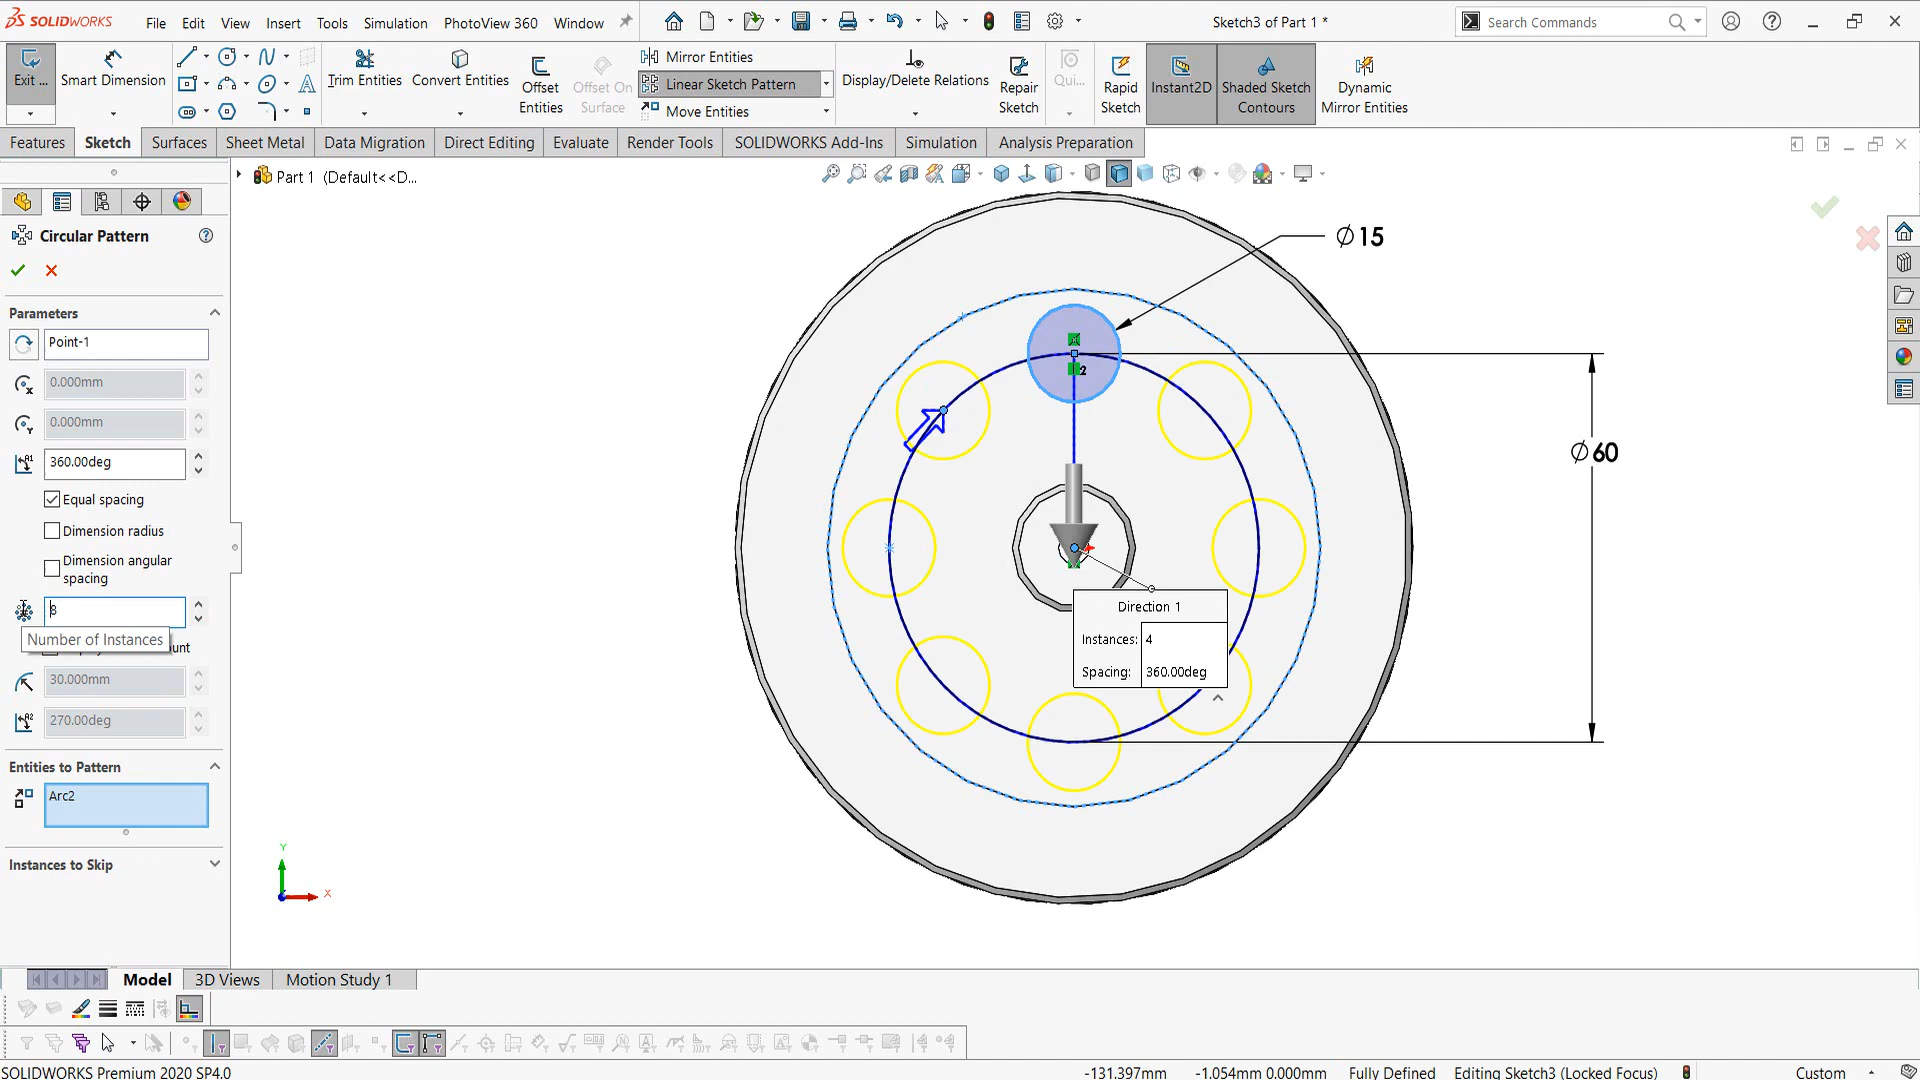 SOLIDWORKS File Edit View Insert Tools Simulation PhotoView 360 Window Sketch3 of Part 1 * Search Commands
Exit ... Smart Dimension Trim Entities Convert Entities Offset Entities Offset On Surface Mirror Entities Linear Sketch Pattern Move Entities Display/Delete Relations Repair Sketch Qui... Rapid Sketch Instant2D Shaded Sketch Contours Dynamic Mirror Entities
Features Sketch Surfaces Sheet Metal Data Migration Direct Editing Evaluate Render Tools SOLIDWORKS Add-Ins Simulation Analysis Preparation
Part 1 (Default<<D...
Circular Pattern
Parameters
Point-1
0.000mm
0.000mm
360.00deg
Equal spacing
Dimension radius
Dimension angular
spacing
8
Number of Instances
unt
30.000mm
270.00deg
Entities to Pattern
Arc2
Instances to Skip
∅15
2
∅60
Direction 1
Instances: 4
Spacing: 360.00deg
Y
X
Model 3D Views Motion Study 1
SOLIDWORKS Premium 2020 SP4.0 -131.397mm -1.054mm 0.000mm Fully Defined Editing Sketch3 (Locked Focus) Custom